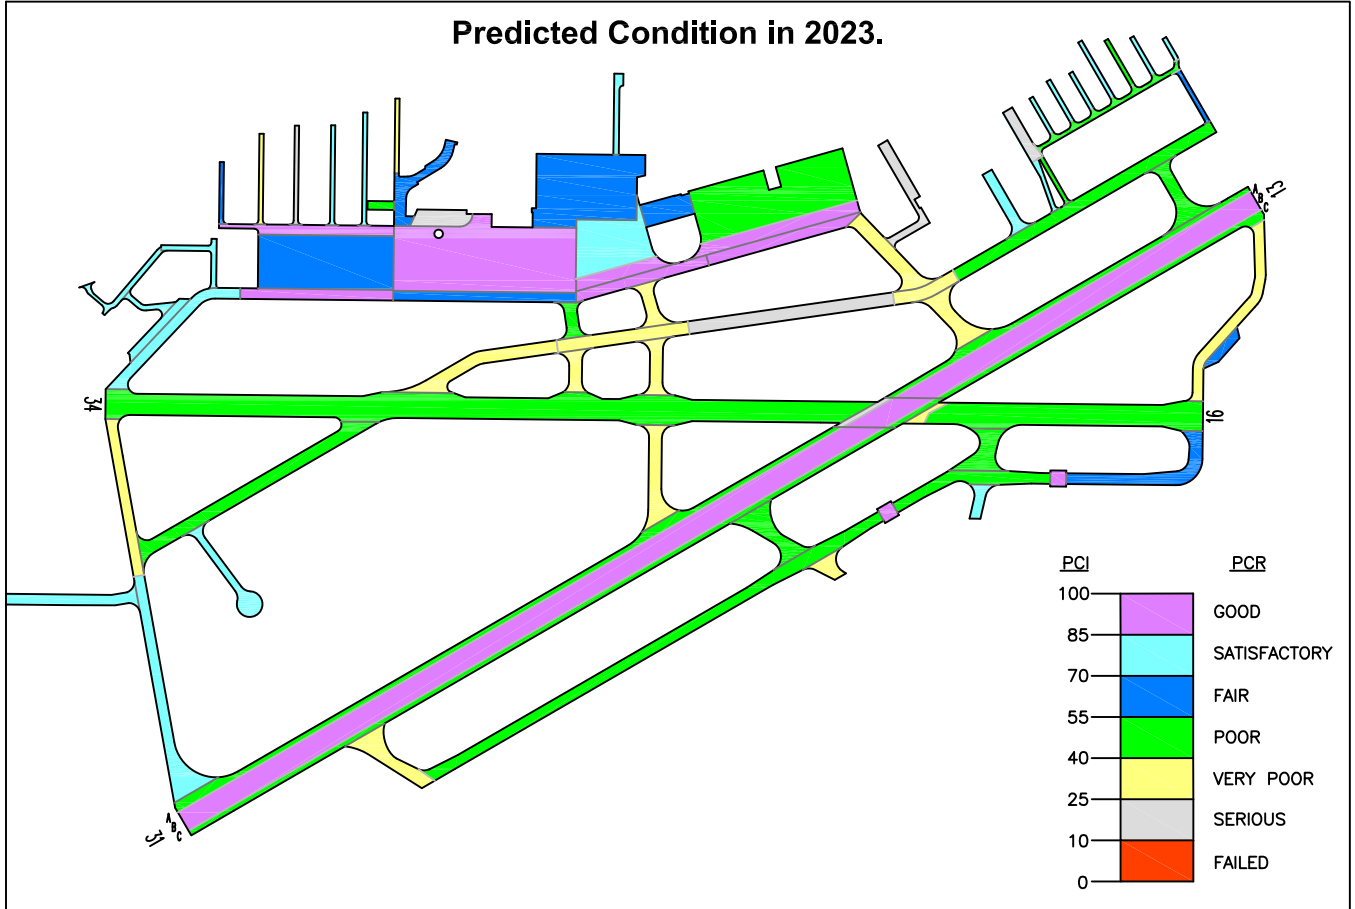 Predicted Condition in 2023.
13
A
B
C
34
16
A
B
C
31
PCI PCR
100
GOOD
85
SATISFACTORY
70
FAIR
55
POOR
40
VERY POOR
25
SERIOUS
10
FAILED
0